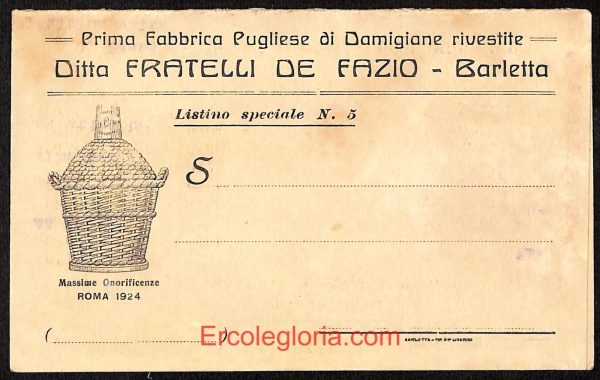 Prima Fabbrica Pugliese di Damigiane rivestite
Ditta FRATELLI DE FAZIO - Barletta
Listino speciale N. 5
S
Massime Onorificenze
ROMA 1924
( )
Ercolegloria.com
BARLETTA -